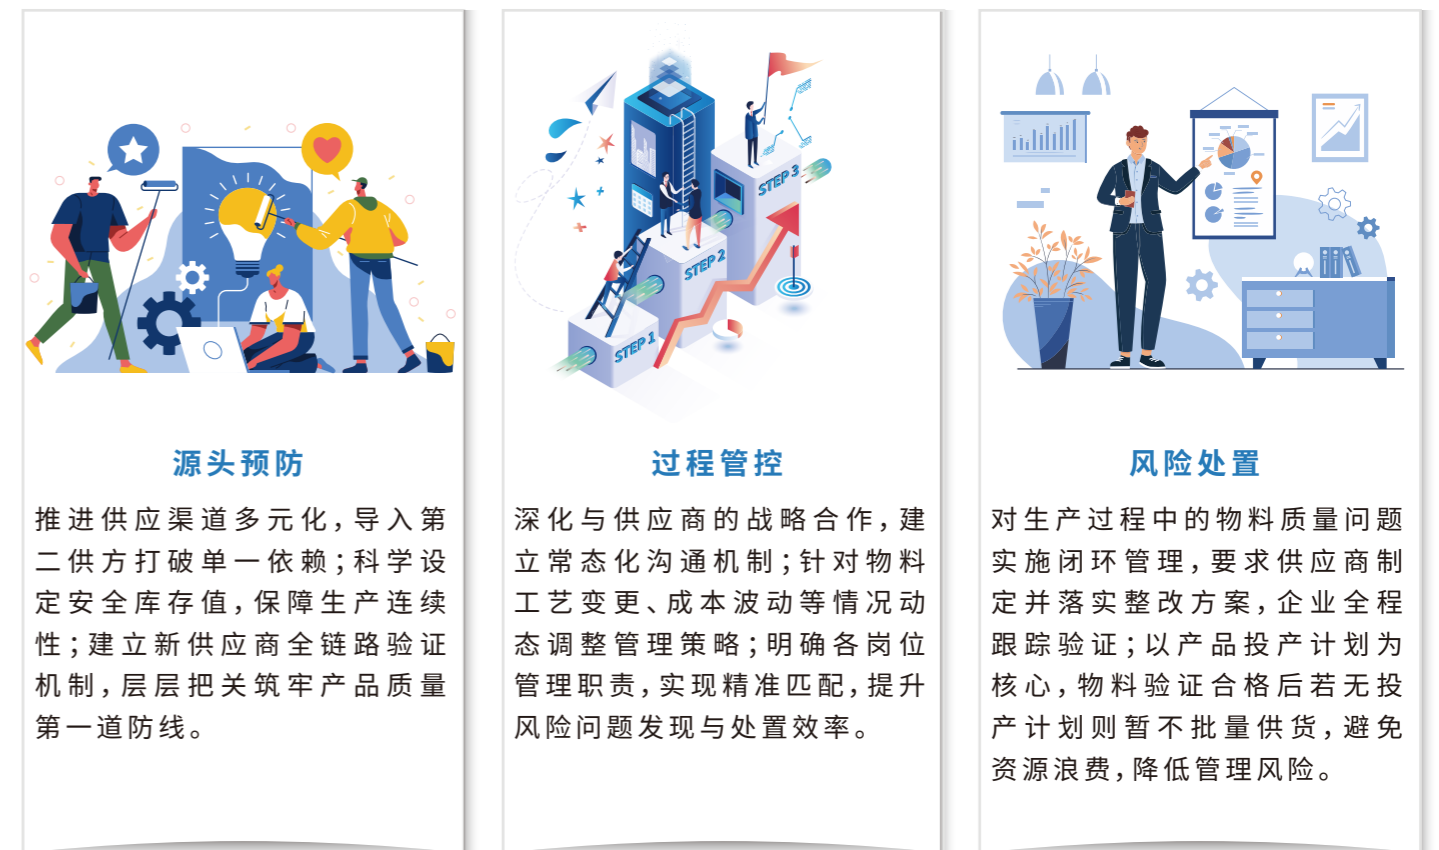 STEP 1
STEP 2
STEP 3
源头预防
推进供应渠道多元化,导入第
二供方打破单一依赖;科学设
定安全库存值,保障生产连续
性;建立新供应商全链路验证
机制,层层把关筑牢产品质量
第一道防线。
过程管控
深化与供应商的战略合作,建
立常态化沟通机制;针对物料
工艺变更、成本波动等情况动
态调整管理策略;明确各岗位
管理职责,实现精准匹配,提升
风险问题发现与处置效率。
风险处置
对生产过程中的物料质量问题
实施闭环管理,要求供应商制
定并落实整改方案,企业全程
跟踪验证;以产品投产计划为
核心,物料验证合格后若无投
产计划则暂不批量供货,避免
资源浪费,降低管理风险。